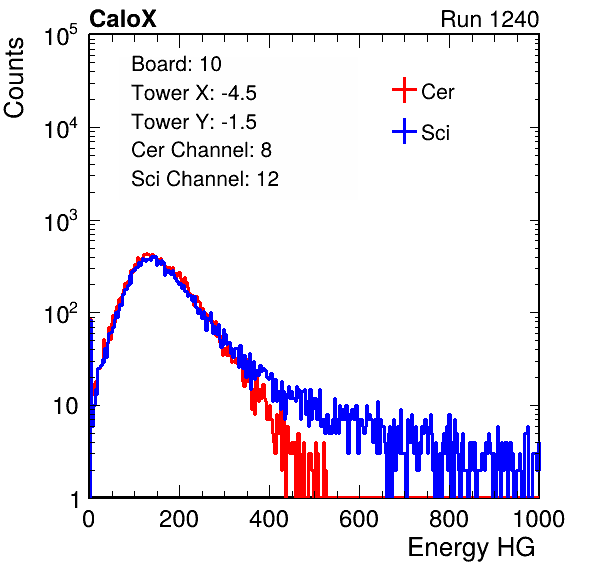 CaloX Run 1240
Counts
Board: 10
Tower X: -4.5
Tower Y: -1.5
Cer Channel: 8
Sci Channel: 12
Cer
Sci
10^5
10^4
10^3
10^2
10
1
0 200 400 600 800 1000
Energy HG